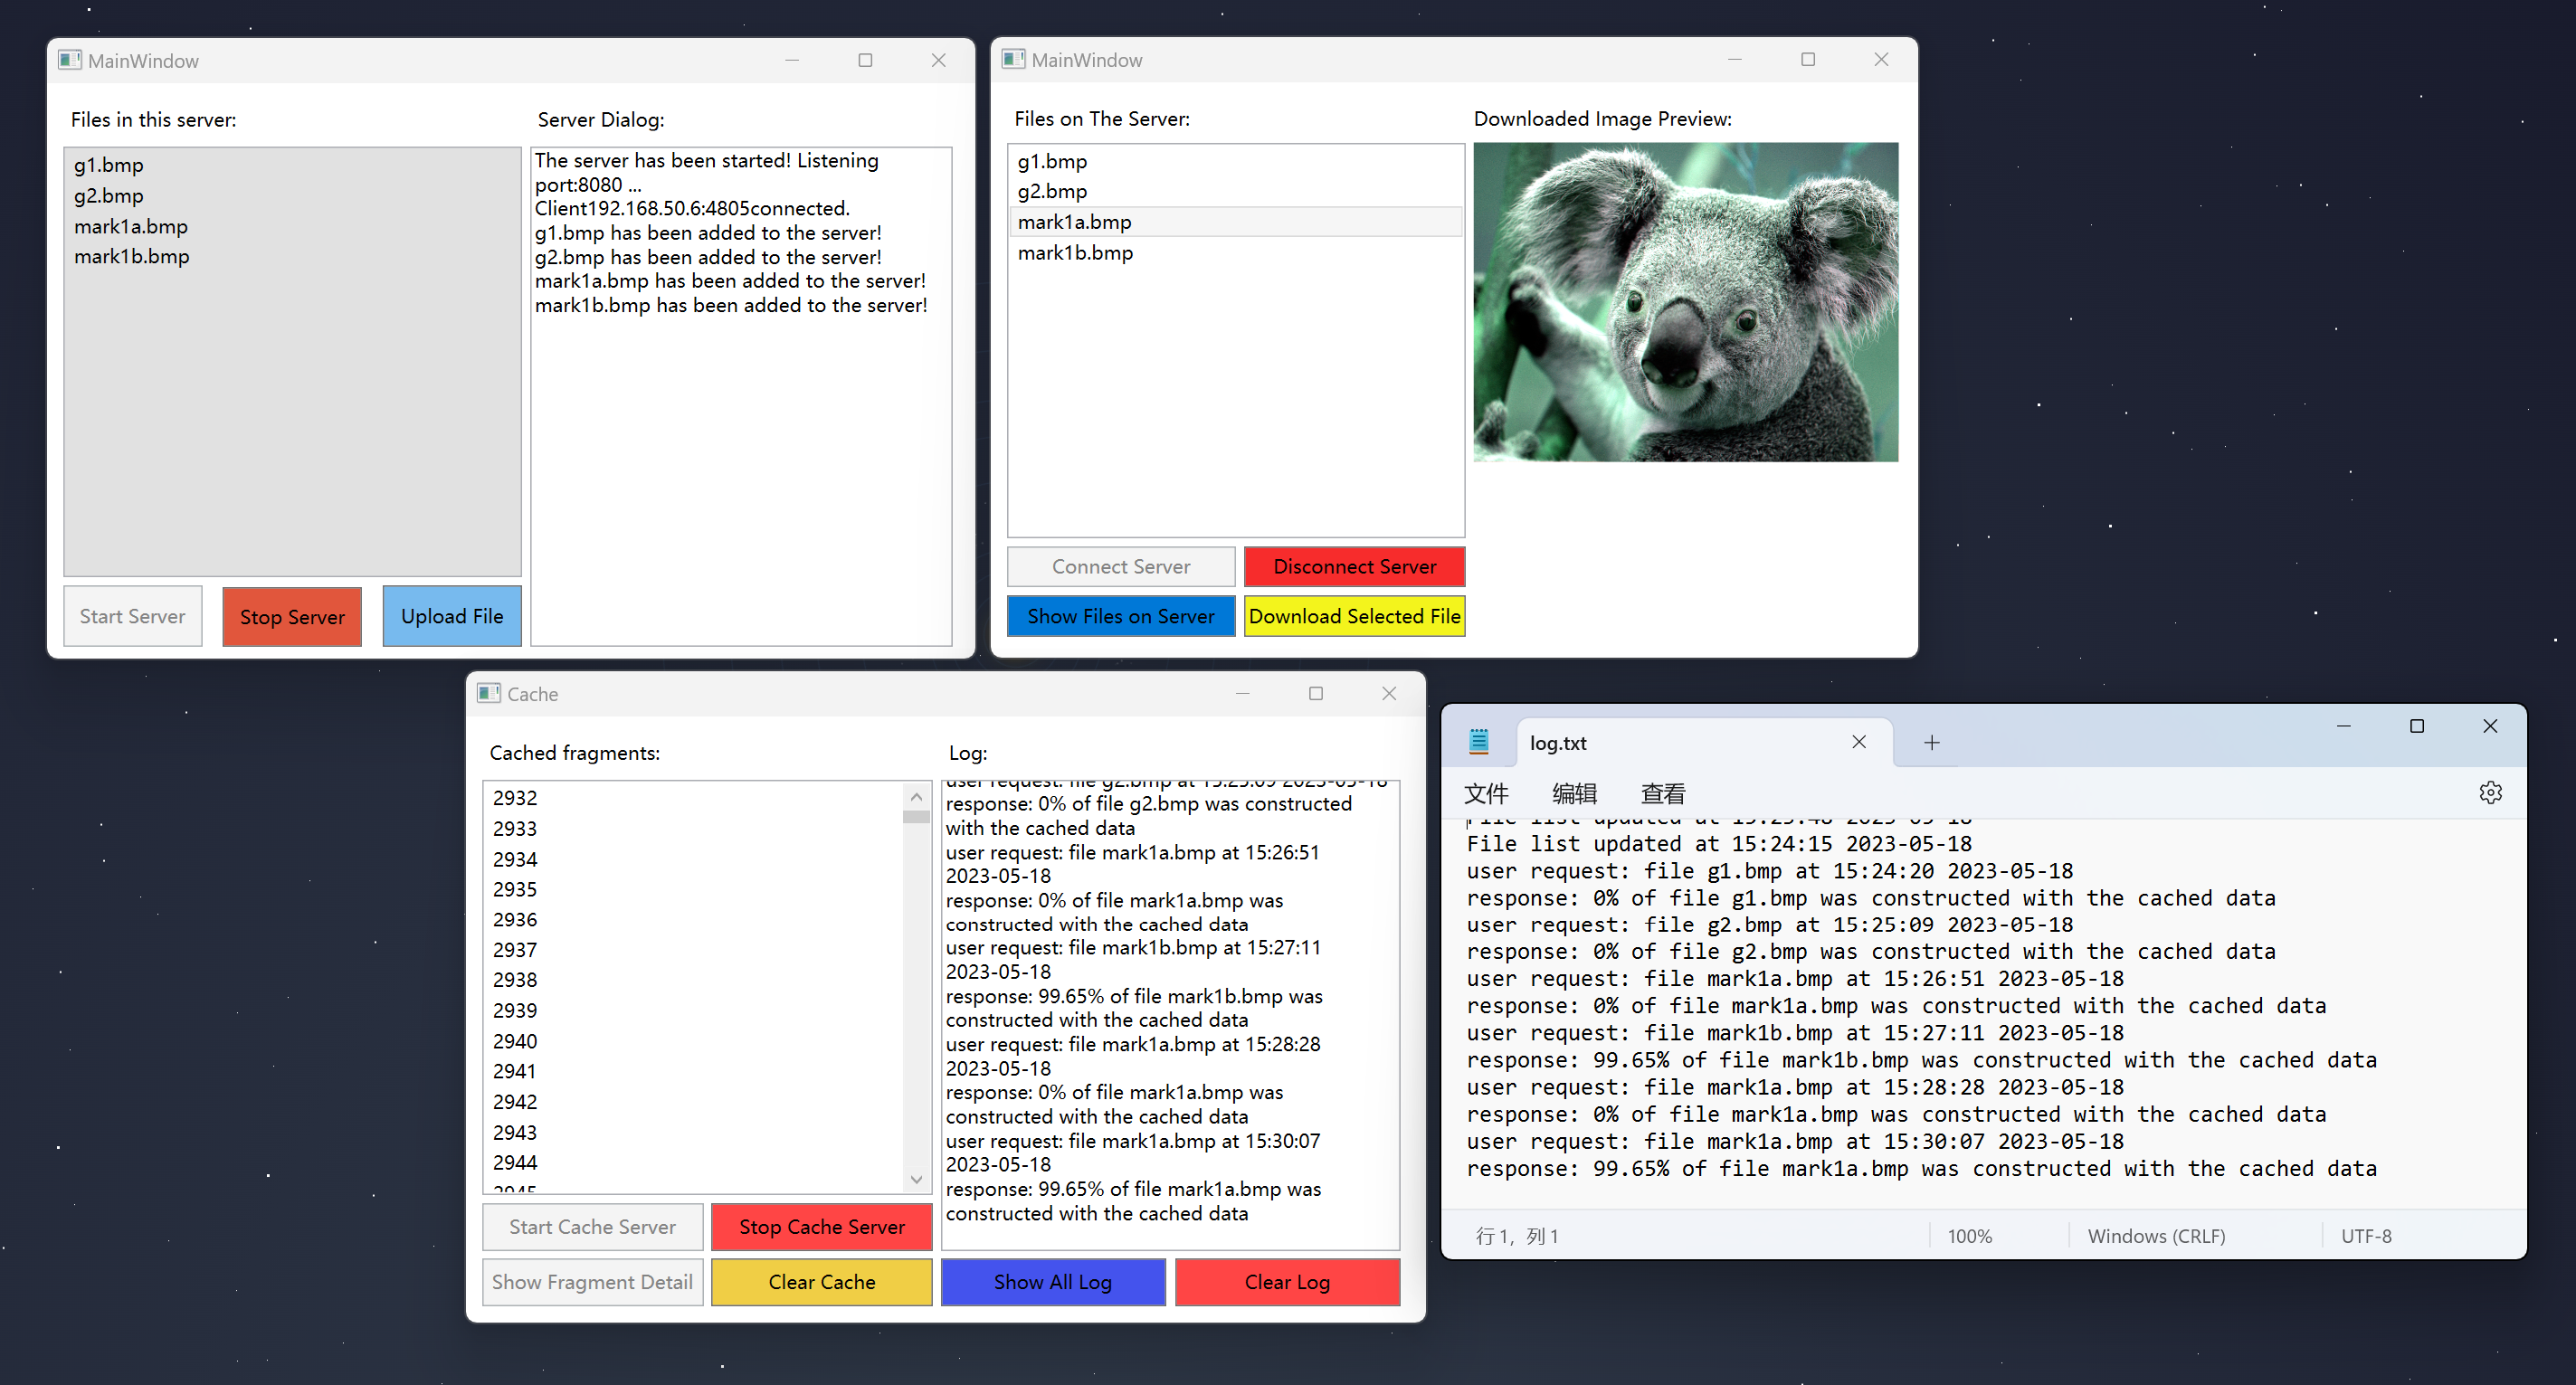 MainWindow
Files in this server:
g1.bmp
g2.bmp
mark1a.bmp
mark1b.bmp
Start Server
Stop Server
Upload File
Server Dialog:
The server has been started! Listening
port:8080 ...
Client192.168.50.6:4805connected.
g1.bmp has been added to the server!
g2.bmp has been added to the server!
mark1a.bmp has been added to the server!
mark1b.bmp has been added to the server!
MainWindow
Files on The Server:
g1.bmp
g2.bmp
mark1a.bmp
mark1b.bmp
Connect Server
Disconnect Server
Show Files on Server
Download Selected File
Downloaded Image Preview:
Cache
Cached fragments:
2932
2933
2934
2935
2936
2937
2938
2939
2940
2941
2942
2943
2944
2945
Start Cache Server
Stop Cache Server
Show Fragment Detail
Clear Cache
Log:
user request: file g2.bmp at 15:25:09 2023-05-18
response: 0% of file g2.bmp was constructed
with the cached data
user request: file mark1a.bmp at 15:26:51
2023-05-18
response: 0% of file mark1a.bmp was
constructed with the cached data
user request: file mark1b.bmp at 15:27:11
2023-05-18
response: 99.65% of file mark1b.bmp was
constructed with the cached data
user request: file mark1a.bmp at 15:28:28
2023-05-18
response: 0% of file mark1a.bmp was
constructed with the cached data
user request: file mark1a.bmp at 15:30:07
2023-05-18
response: 99.65% of file mark1a.bmp was
constructed with the cached data
Show All Log
Clear Log
log.txt
文件
编辑
查看
File list updated at
File list updated at 15:24:15 2023-05-18
user request: file g1.bmp at 15:24:20 2023-05-18
response: 0% of file g1.bmp was constructed with the cached data
user request: file g2.bmp at 15:25:09 2023-05-18
response: 0% of file g2.bmp was constructed with the cached data
user request: file mark1a.bmp at 15:26:51 2023-05-18
response: 0% of file mark1a.bmp was constructed with the cached data
user request: file mark1b.bmp at 15:27:11 2023-05-18
response: 99.65% of file mark1b.bmp was constructed with the cached data
user request: file mark1a.bmp at 15:28:28 2023-05-18
response: 0% of file mark1a.bmp was constructed with the cached data
user request: file mark1a.bmp at 15:30:07 2023-05-18
response: 99.65% of file mark1a.bmp was constructed with the cached data
行 1，列 1
100%
Windows (CRLF)
UTF-8